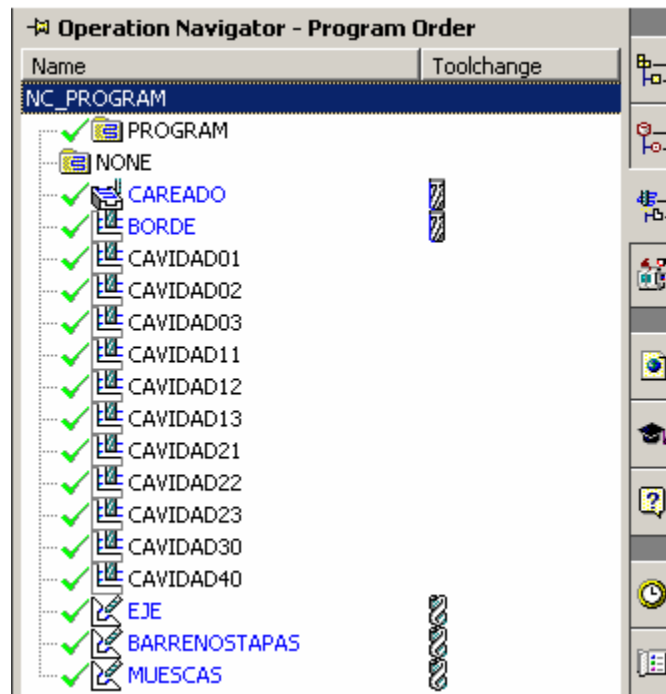 Operation Navigator - Program Order
Name Toolchange
NC_PROGRAM
PROGRAM
NONE
CAREADO
BORDE
CAVIDAD01
CAVIDAD02
CAVIDAD03
CAVIDAD11
CAVIDAD12
CAVIDAD13
CAVIDAD21
CAVIDAD22
CAVIDAD23
CAVIDAD30
CAVIDAD40
EJE
BARRENOSTAPAS
MUESCAS